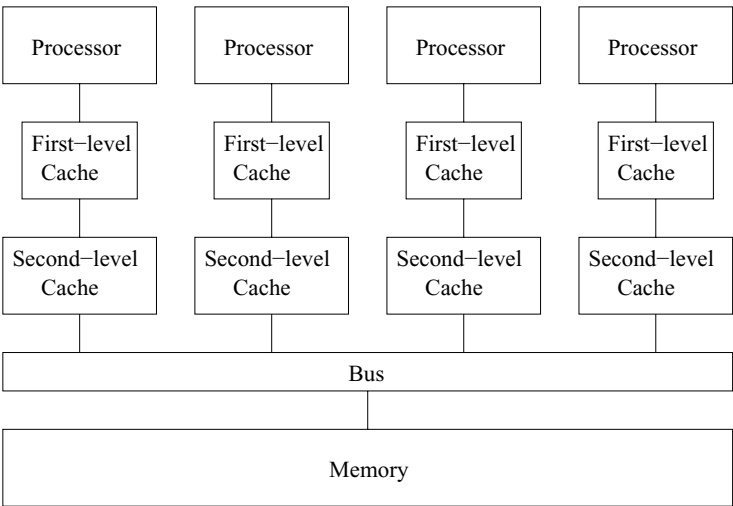 Processor
Processor
Processor
Processor
First−level
Cache
First−level
Cache
First−level
Cache
First−level
Cache
Second−level
Cache
Second−level
Cache
Second−level
Cache
Second−level
Cache
Bus
Memory